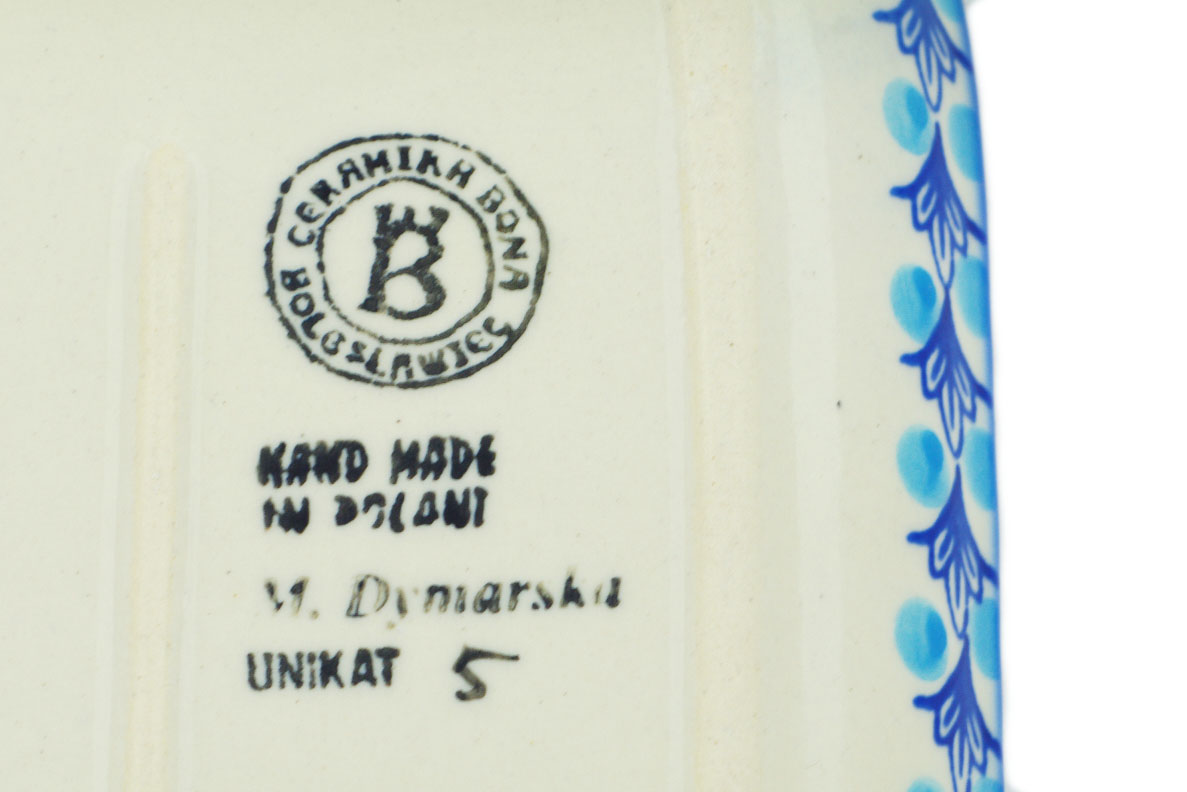 CERAMIKA BONA
BOLESŁAWIEC
B
HAND MADE
IN POLAND
M. Dymarska
UNIKAT 5